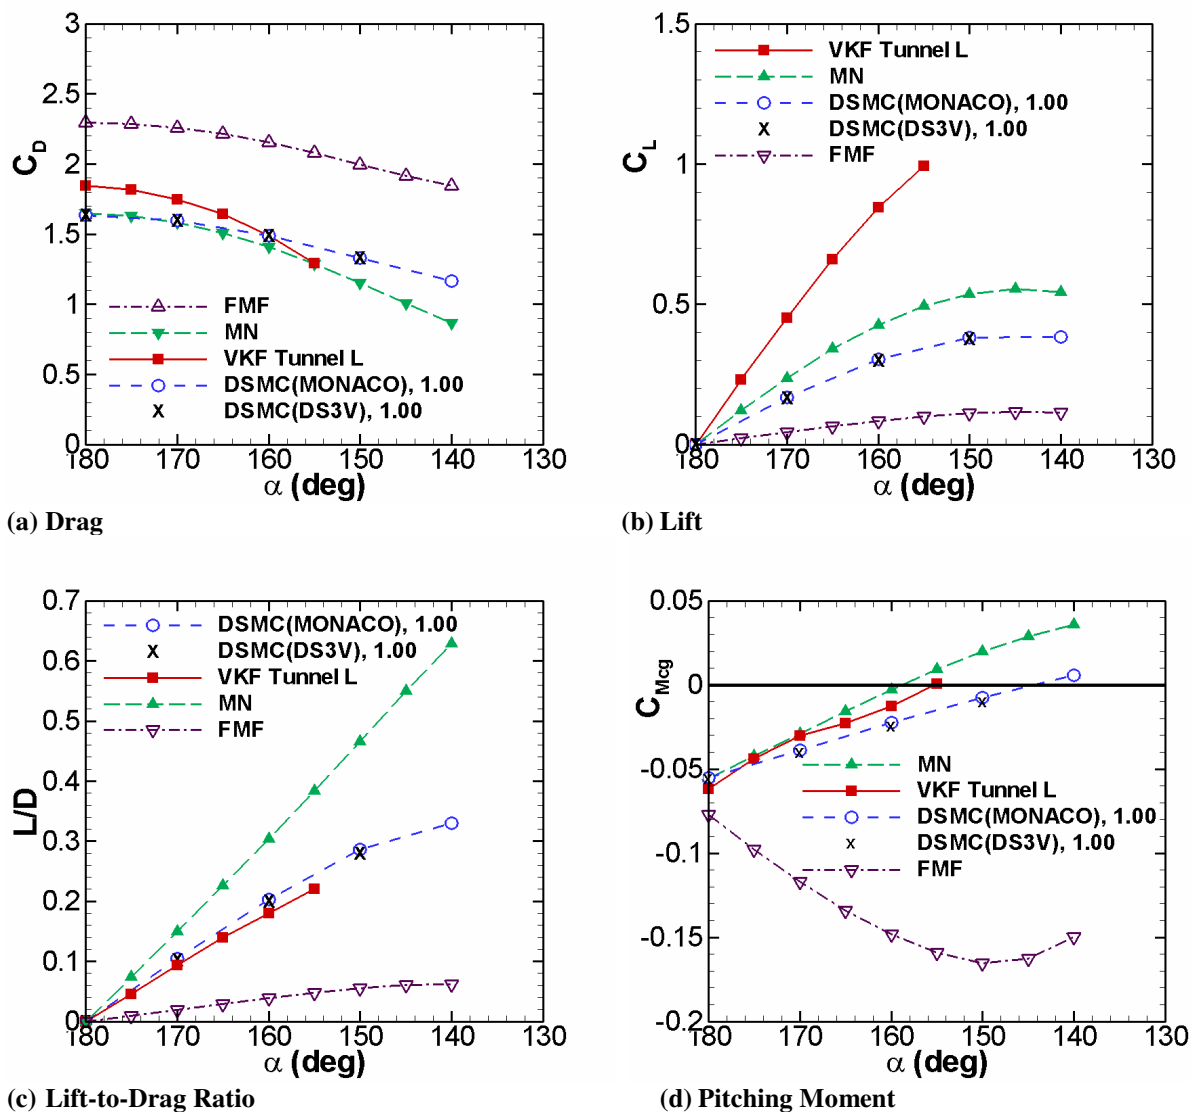 3
2.5
2
1.5
1
0.5
0
C_D
FMF
MN
VKF Tunnel L
DSMC(MONACO), 1.00
DSMC(DS3V), 1.00
180 170 160 150 140 130
α (deg)
(a) Drag
1.5
1
0.5
0
C_L
VKF Tunnel L
MN
DSMC(MONACO), 1.00
DSMC(DS3V), 1.00
FMF
180 170 160 150 140 130
α (deg)
(b) Lift
0.7
0.6
0.5
0.4
0.3
0.2
0.1
0
L/D
DSMC(MONACO), 1.00
DSMC(DS3V), 1.00
VKF Tunnel L
MN
FMF
180 170 160 150 140 130
α (deg)
(c) Lift-to-Drag Ratio
0.05
0
-0.05
-0.1
-0.15
-0.2
C_Mcg
MN
VKF Tunnel L
DSMC(MONACO), 1.00
DSMC(DS3V), 1.00
FMF
180 170 160 150 140 130
α (deg)
(d) Pitching Moment